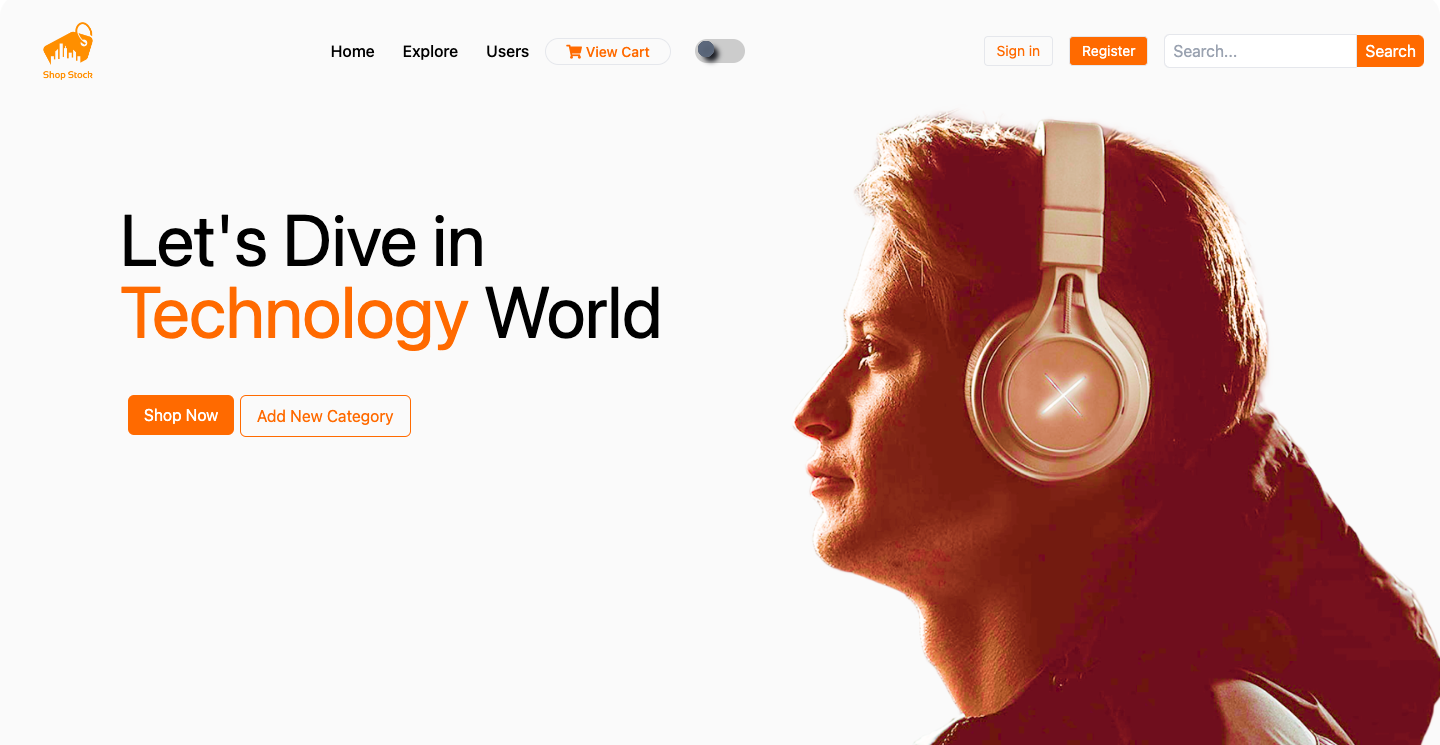 Shop Stock
Home
Explore
Users
View Cart
Sign in
Register
Search...
Search
Let's Dive in
Technology World
Shop Now
Add New Category